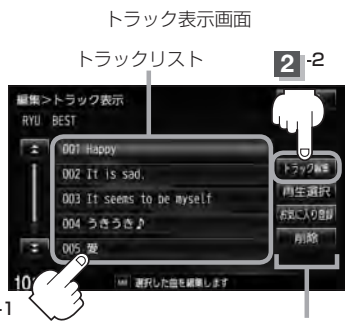 トラック表示画面
トラックリスト
2 -2
編集>トラック表示
RYU BEST
001 Happy
002 It is sad.
003 It seems to be myself
004 うきうき♪
005 愛
トラック編集
再生選択
お気に入り登録
削除
10:
選択した曲を編集します
-1